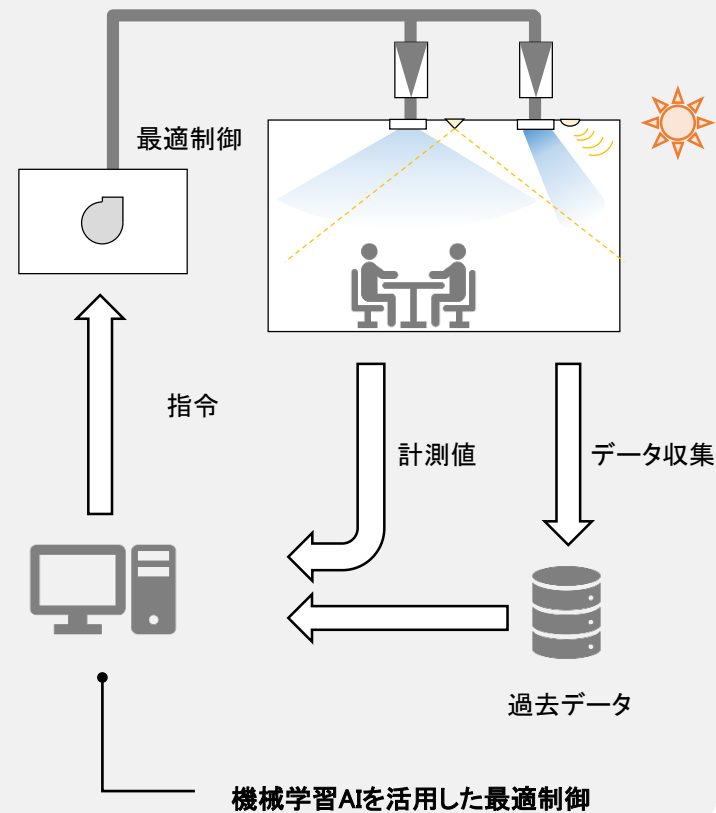 最適制御
指令
計測値
データ収集
過去データ
機械学習AIを活用した最適制御